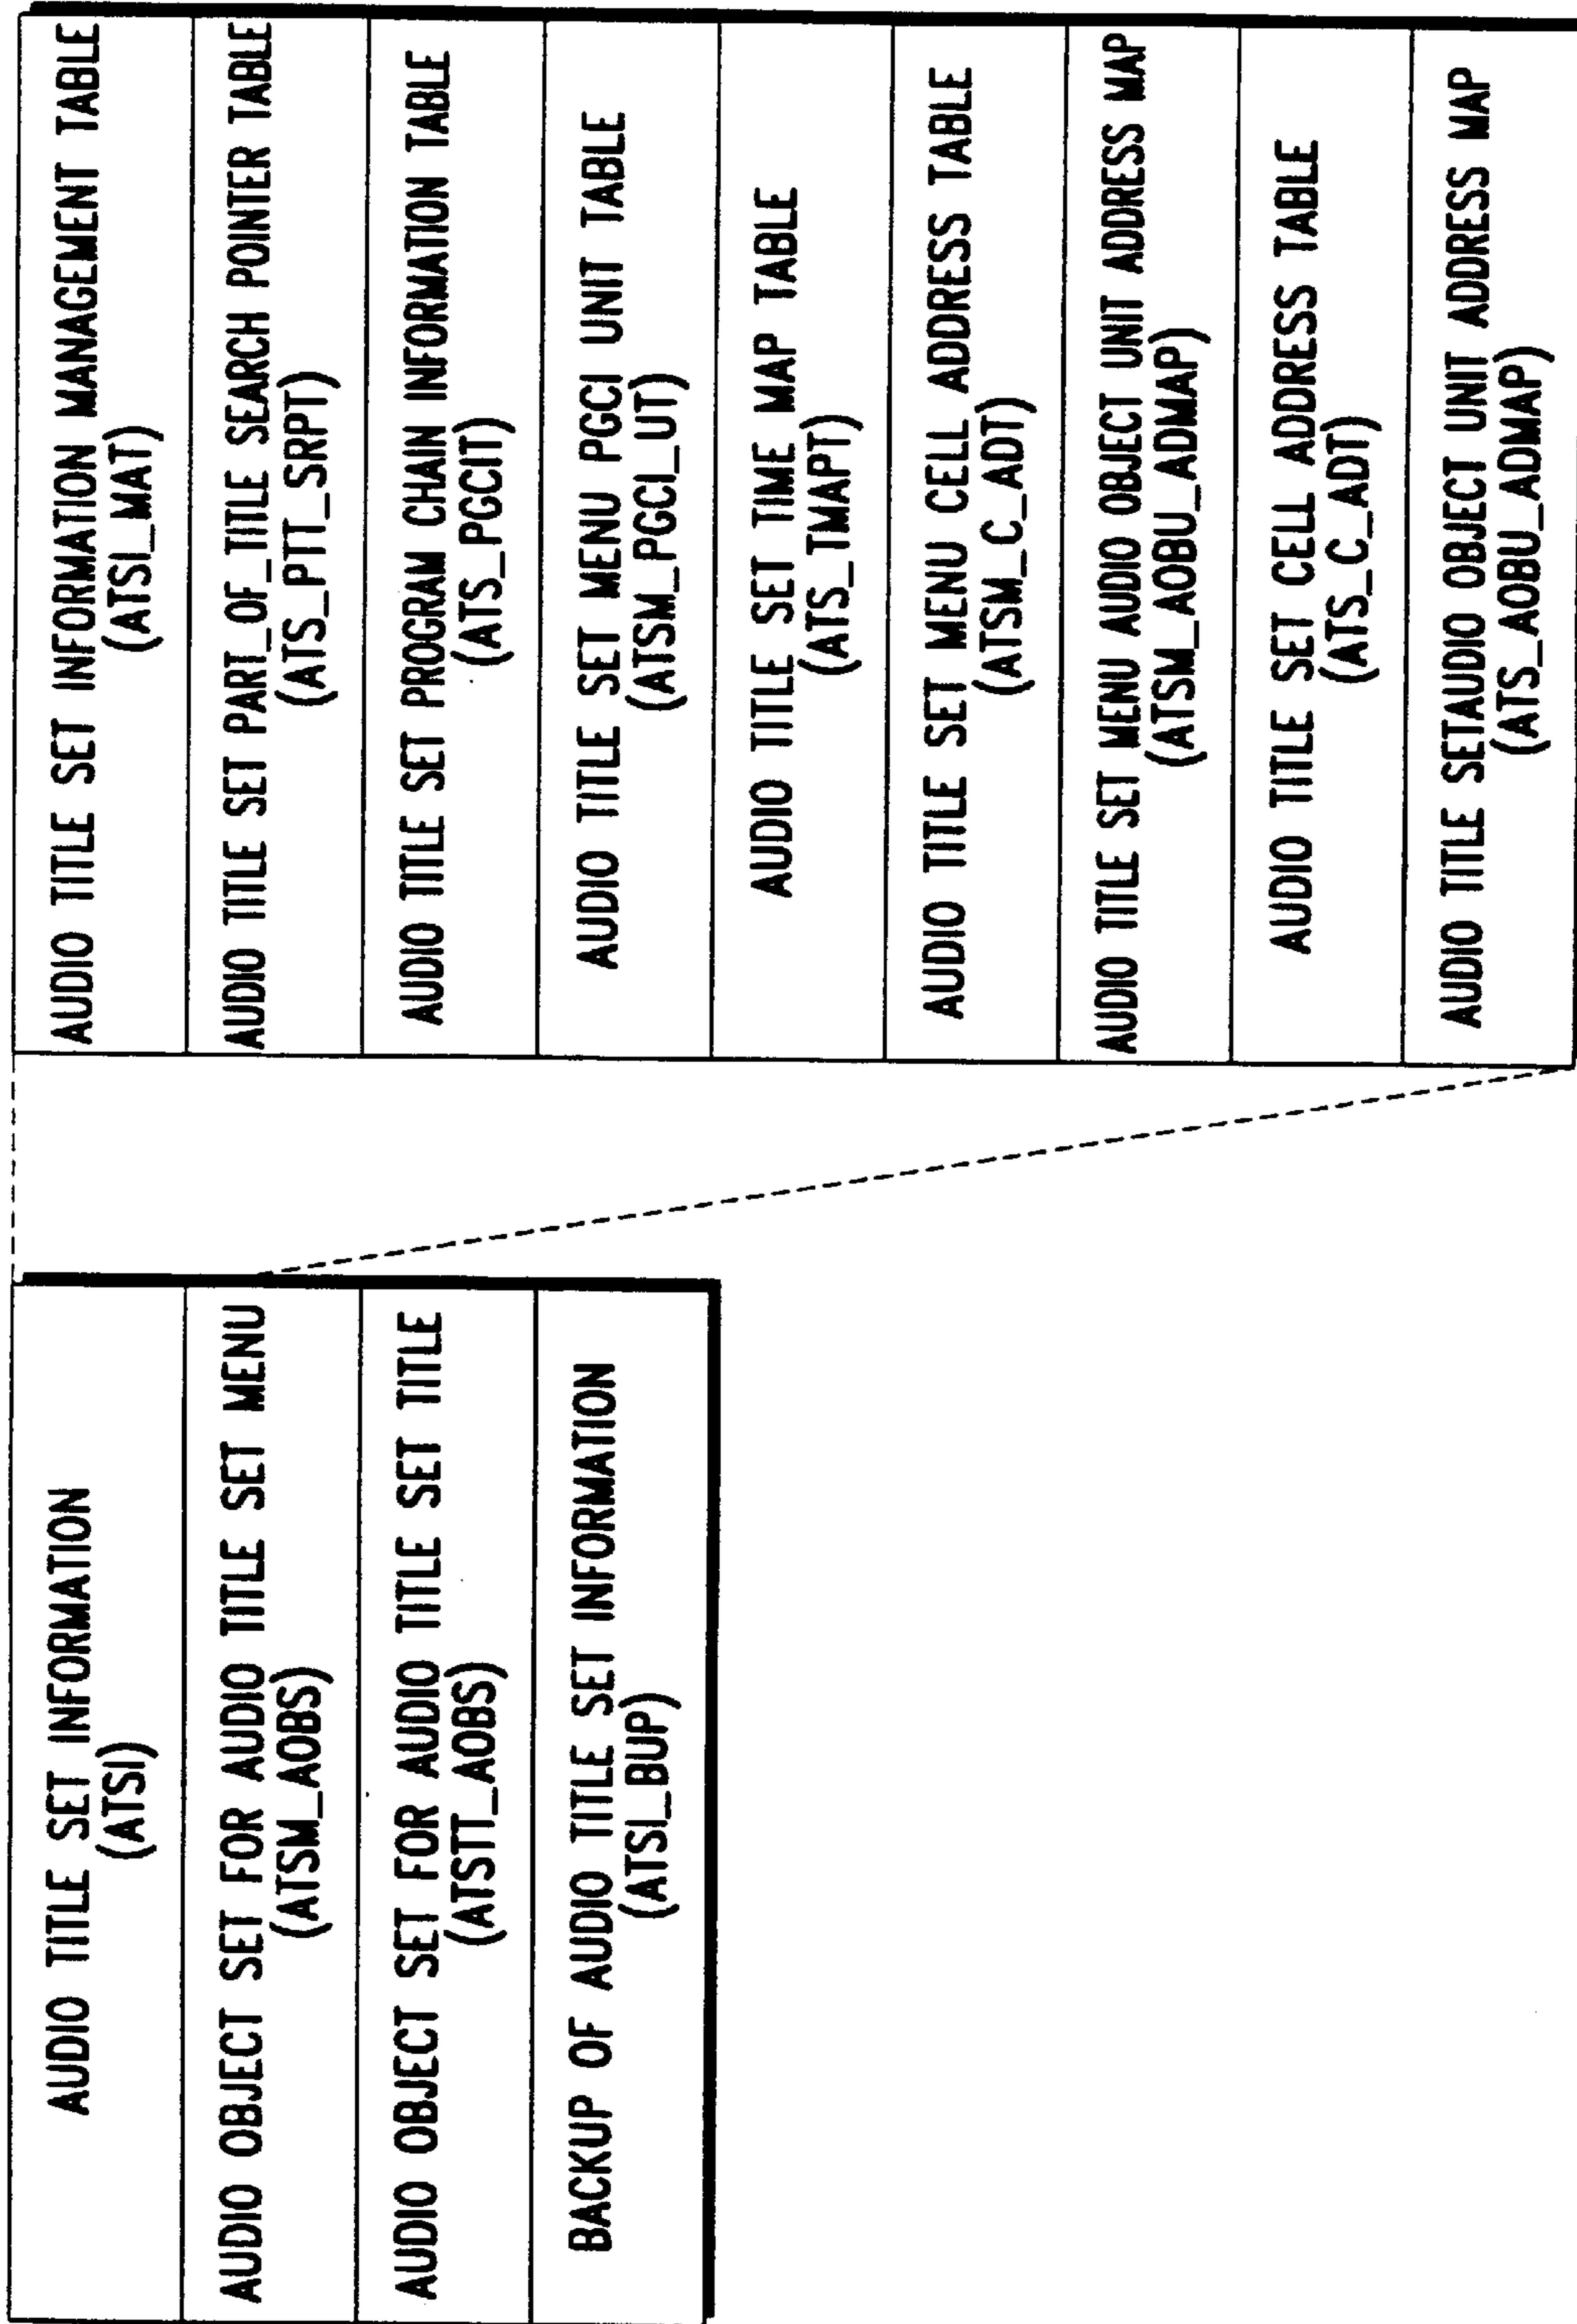 AUDIO TITLE SET INFORMATION
(ATSI)
AUDIO OBJECT SET FOR AUDIO TITLE SET MENU
(ATSM_AOBS)
AUDIO OBJECT SET FOR AUDIO TITLE SET TITLE
(ATSTT_AOBS)
BACKUP OF AUDIO TITLE SET INFORMATION
(ATSI_BUP)
AUDIO TITLE SET INFORMATION MANAGEMENT TABLE
(ATSI_MAT)
AUDIO TITLE SET PART_OF_TITLE SEARCH POINTER TABLE
(ATS_PTT_SRPT)
AUDIO TITLE SET PROGRAM CHAIN INFORMATION TABLE
(ATS_PGCIT)
AUDIO TITLE SET MENU PGCI UNIT TABLE
(ATSM_PGCI_UT)
AUDIO TITLE SET TIME MAP TABLE
(ATS_TMAPT)
AUDIO TITLE SET MENU CELL ADDRESS TABLE
(ATSM_C_ADT)
AUDIO TITLE SET MENU AUDIO OBJECT UNIT ADDRESS MAP
(ATSM_AOBU_ADMAP)
AUDIO TITLE SET CELL ADDRESS TABLE
(ATS_C_ADT)
AUDIO TITLE SETAUDIO OBJECT UNIT ADDRESS MAP
(ATS_AOBU_ADMAP)